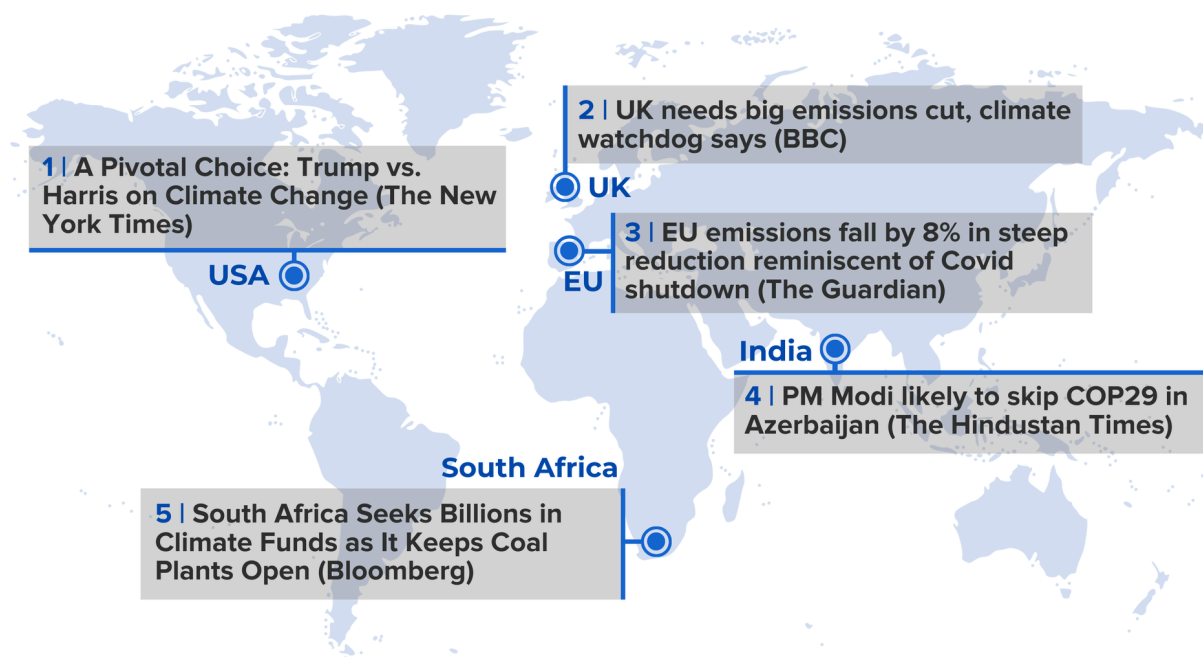 1 | A Pivotal Choice: Trump vs.
Harris on Climate Change (The New
York Times)
USA
2 | UK needs big emissions cut, climate
watchdog says (BBC)
UK
3 | EU emissions fall by 8% in steep
reduction reminiscent of Covid
shutdown (The Guardian)
EU
India
4 | PM Modi likely to skip COP29 in
Azerbaijan (The Hindustan Times)
South Africa
5 | South Africa Seeks Billions in
Climate Funds as It Keeps Coal
Plants Open (Bloomberg)